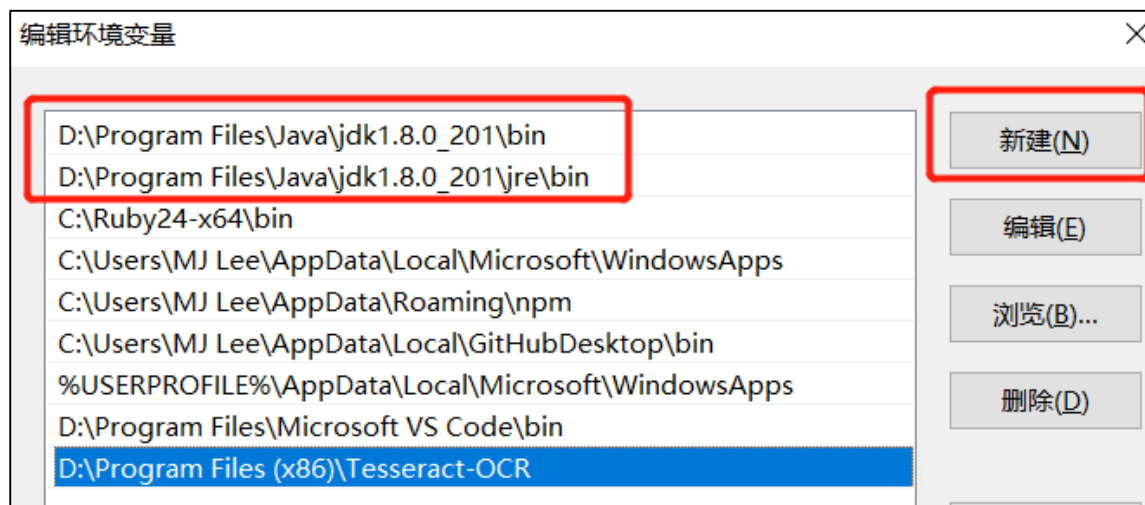 编辑环境变量
D:\Program Files\Java\jdk1.8.0_201\bin
D:\Program Files\Java\jdk1.8.0_201\jre\bin
C:\Ruby24-x64\bin
C:\Users\MJ Lee\AppData\Local\Microsoft\WindowsApps
C:\Users\MJ Lee\AppData\Roaming\npm
C:\Users\MJ Lee\AppData\Local\GitHubDesktop\bin
%USERPROFILE%\AppData\Local\Microsoft\WindowsApps
D:\Program Files\Microsoft VS Code\bin
D:\Program Files (x86)\Tesseract-OCR
新建(N)
编辑(E)
浏览(B)...
删除(D)